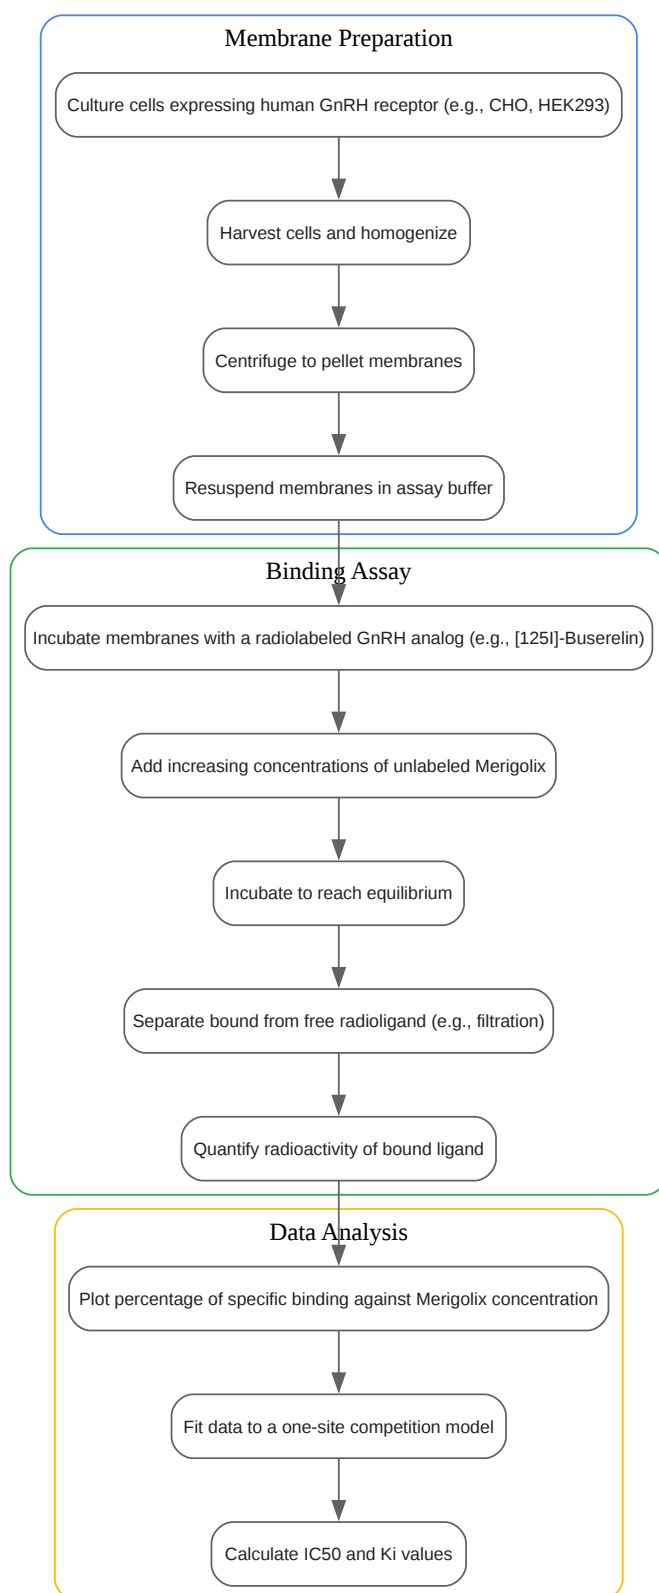 Membrane Preparation
Culture cells expressing human GnRH receptor (e.g., CHO, HEK293)
Harvest cells and homogenize
Centrifuge to pellet membranes
Resuspend membranes in assay buffer
Binding Assay
Incubate membranes with a radiolabeled GnRH analog (e.g., [125I]-Buserelin)
Add increasing concentrations of unlabeled Merigolix
Incubate to reach equilibrium
Separate bound from free radioligand (e.g., filtration)
Quantify radioactivity of bound ligand
Data Analysis
Plot percentage of specific binding against Merigolix concentration
Fit data to a one-site competition model
Calculate IC50 and Ki values